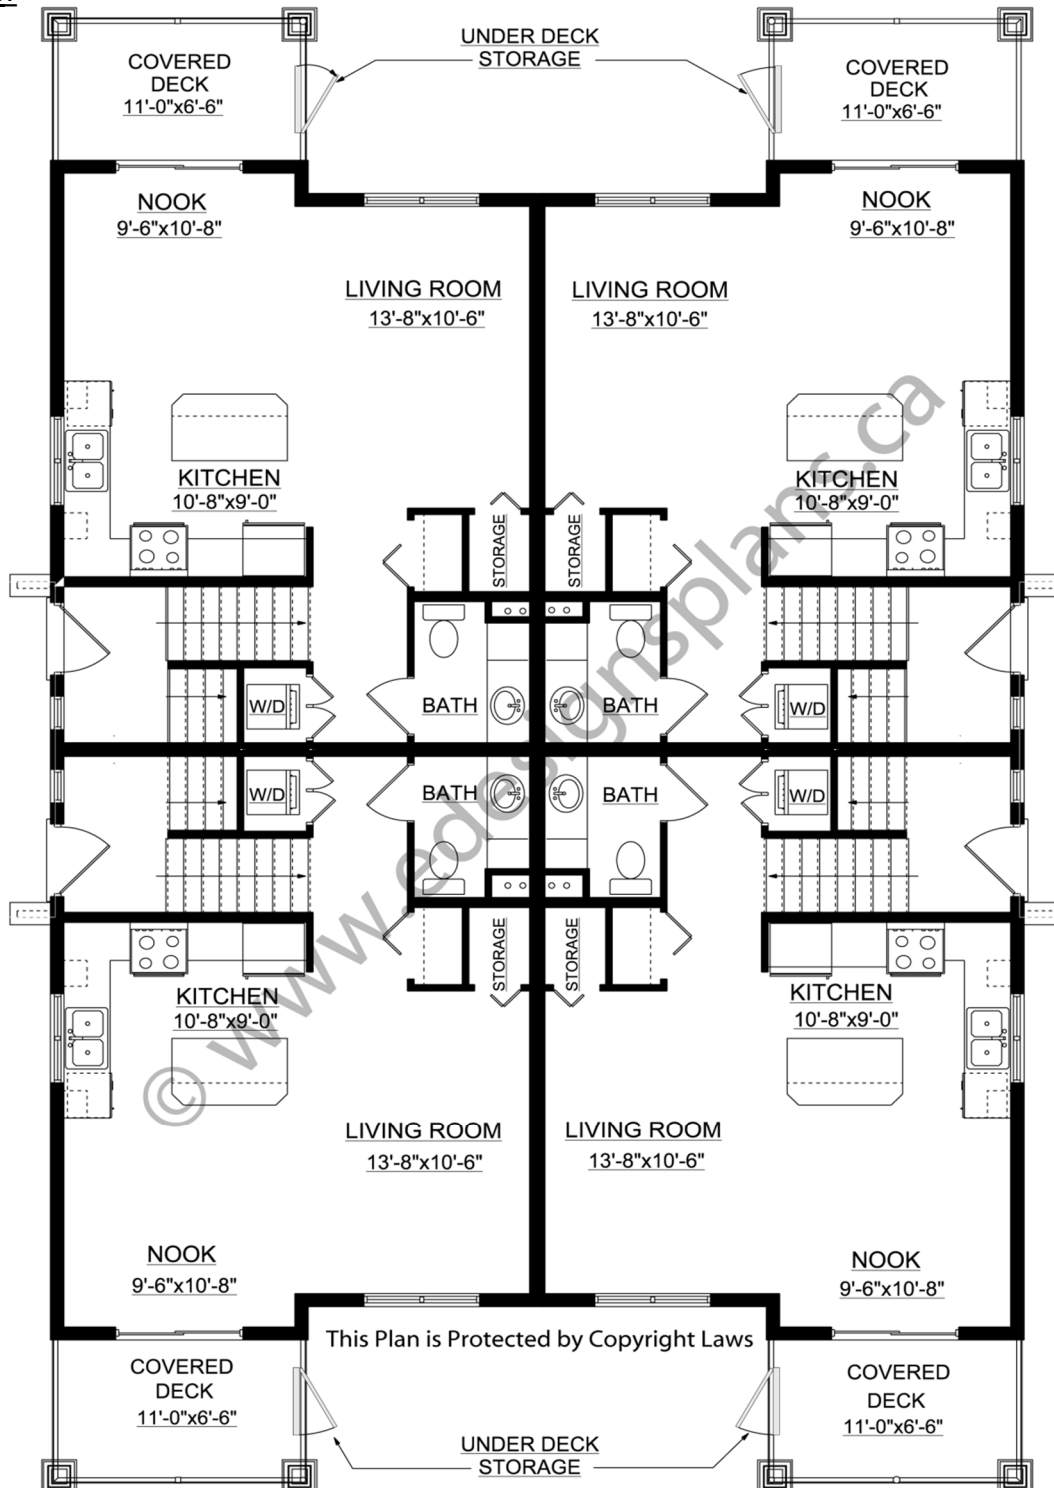 UNDER DECK
STORAGE
COVERED
DECK
11'-0"x6'-6"
COVERED
DECK
11'-0"x6'-6"
NOOK
9'-6"x10'-8"
NOOK
9'-6"x10'-8"
LIVING ROOM
13'-8"x10'-6"
LIVING ROOM
13'-8"x10'-6"
KITCHEN
10'-8"x9'-0"
KITCHEN
10'-8"x9'-0"
STORAGE
STORAGE
W/D
BATH
BATH
W/D
W/D
BATH
BATH
W/D
STORAGE
STORAGE
KITCHEN
10'-8"x9'-0"
KITCHEN
10'-8"x9'-0"
© www.edesignsplans.ca
LIVING ROOM
13'-8"x10'-6"
LIVING ROOM
13'-8"x10'-6"
NOOK
9'-6"x10'-8"
NOOK
9'-6"x10'-8"
This Plan is Protected by Copyright Laws
COVERED
DECK
11'-0"x6'-6"
COVERED
DECK
11'-0"x6'-6"
UNDER DECK
STORAGE